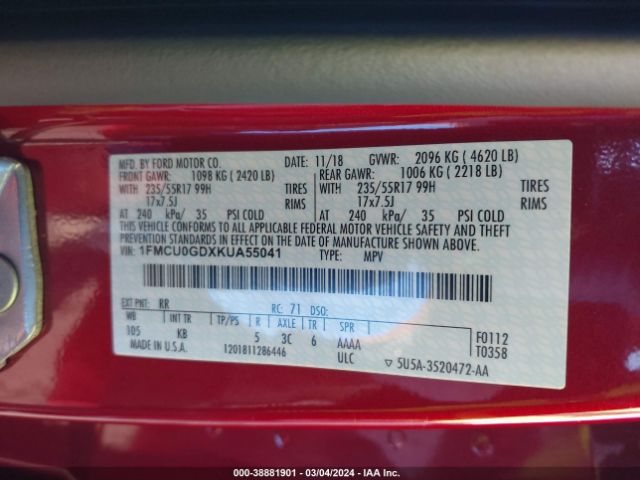 MFD. BY FORD MOTOR CO. DATE: 11/18 GVWR: 2096 KG ( 4620 LB)
FRONT GAWR: 1098 KG ( 2420 LB) REAR GAWR: 1006 KG ( 2218 LB)
WITH 235/55R17 99H TIRES WITH 235/55R17 99H TIRES
17x7.5J RIMS 17x7.5J RIMS
AT 240 kPa/ 35 PSI COLD AT 240 kPa/ 35 PSI COLD
THIS VEHICLE CONFORMS TO ALL APPLICABLE FEDERAL MOTOR VEHICLE SAFETY AND THEFT
PREVENTION STANDARDS IN EFFECT ON THE DATE OF MANUFACTURE SHOWN ABOVE.
VIN: 1FMCU0GDXKUA55041 TYPE: MPV
EXT PNT: RR RC: 71 DSO:
WB INT TR TP/PS R AXLE TR SPR F0112
105 KB 5 3C 6 AAAA T0358
MADE IN U.S.A. 1201811286446 ULC ▽ 5U5A-3520472-AA
000-38881901 - 03/04/2024 - IAAI.COM